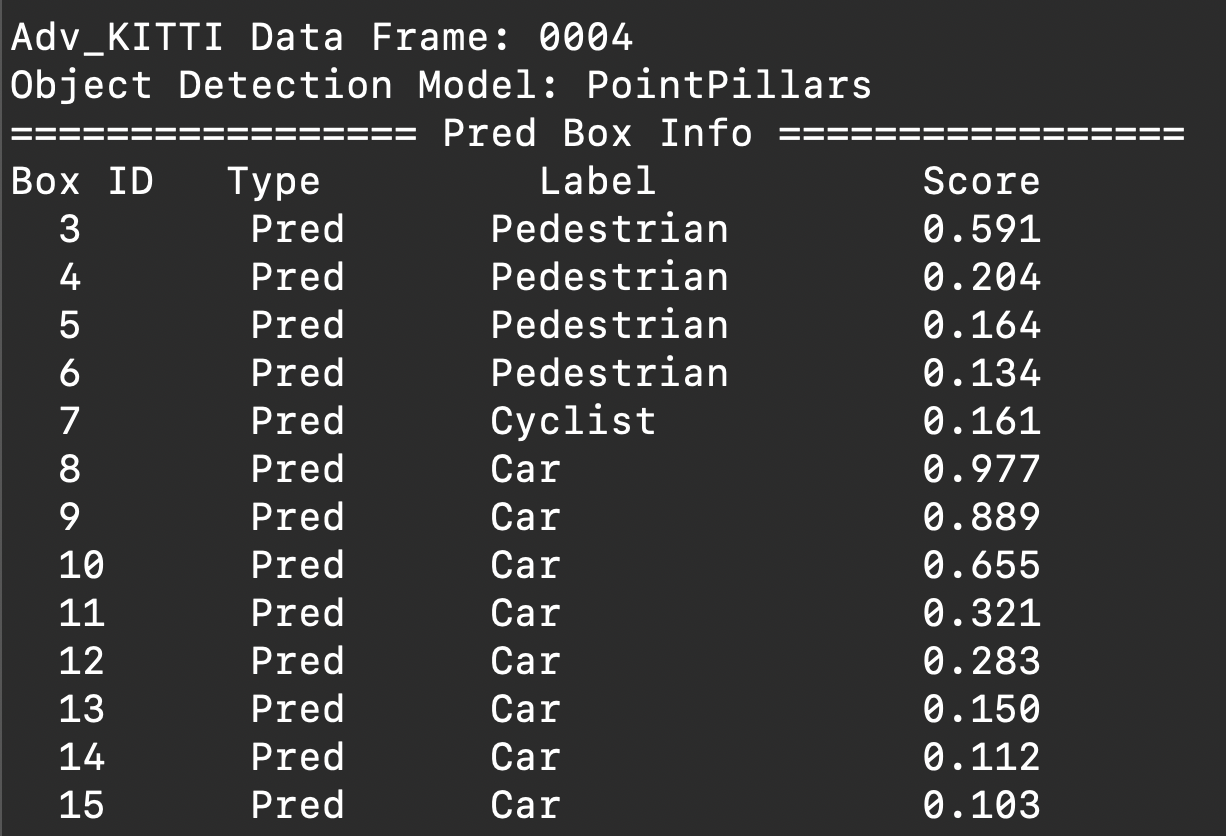 Adv_KITTI Data Frame: 0004
Object Detection Model: PointPillars
================= Pred Box Info =================
Box ID   Type         Label           Score
  3       Pred      Pedestrian        0.591
  4       Pred      Pedestrian        0.204
  5       Pred      Pedestrian        0.164
  6       Pred      Pedestrian        0.134
  7       Pred      Cyclist           0.161
  8       Pred      Car               0.977
  9       Pred      Car               0.889
  10      Pred      Car               0.655
  11      Pred      Car               0.321
  12      Pred      Car               0.283
  13      Pred      Car               0.150
  14      Pred      Car               0.112
  15      Pred      Car               0.103